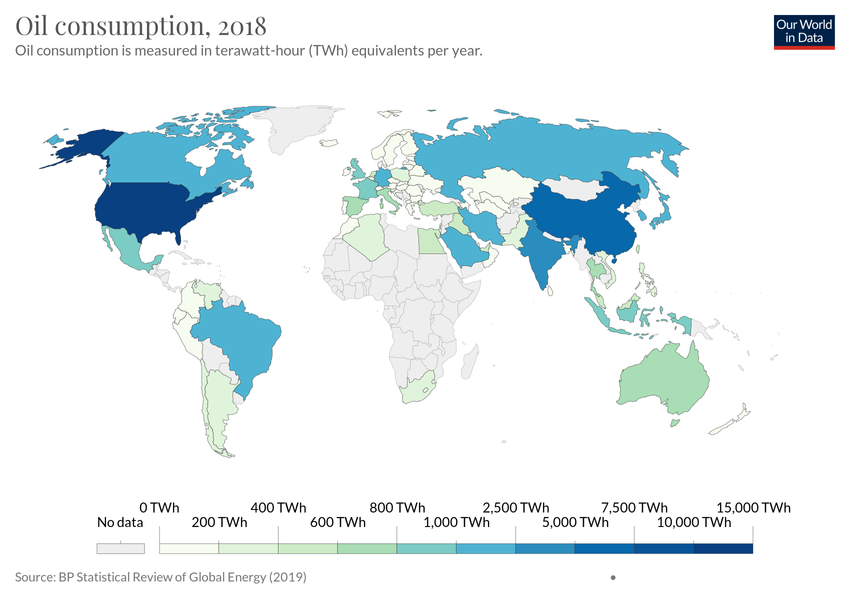 Oil consumption, 2018
Oil consumption is measured in terawatt-hour (TWh) equivalents per year.
Our World
in Data
0 TWh 400 TWh 800 TWh 2,500 TWh 7,500 TWh 15,000 TWh
No data 200 TWh 600 TWh 1,000 TWh 5,000 TWh 10,000 TWh
Source: BP Statistical Review of Global Energy (2019)